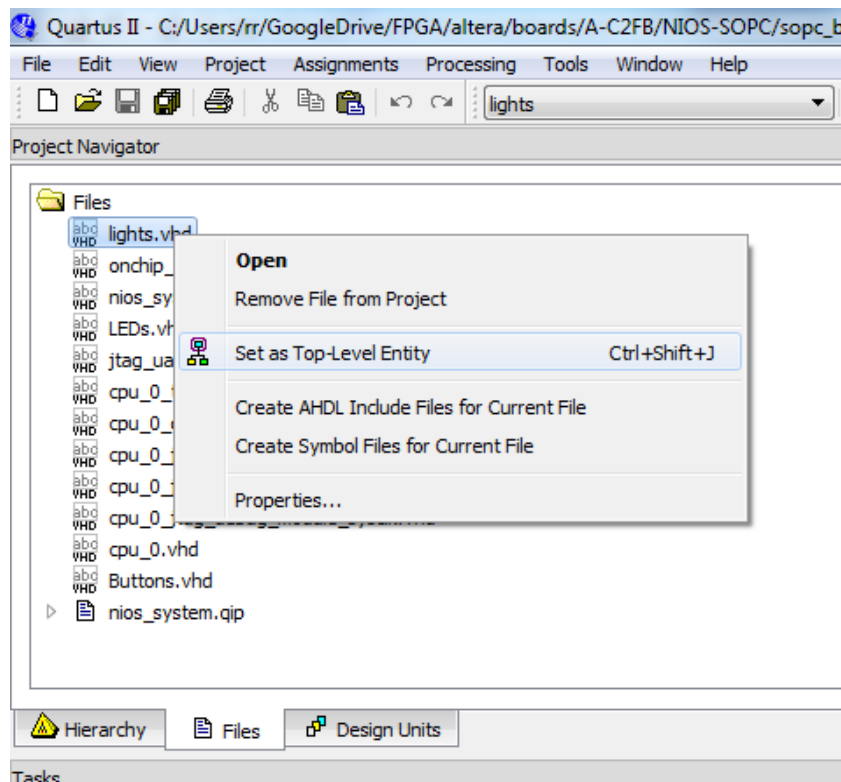 Quartus II - C:/Users/rr/GoogleDrive/FPGA/altera/boards/A-C2FB/NIOS-SOPC/sopc_b
File Edit View Project Assignments Processing Tools Window Help
lights
Project Navigator
Files
lights.vhd
Open
onchip_
Remove File from Project
nios_sy
LEDs.vh
Set as Top-Level Entity Ctrl+Shift+J
jtag_ua
cpu_0_
Create AHDL Include Files for Current File
cpu_0_
Create Symbol Files for Current File
cpu_0_
cpu_0_
Properties...
cpu_0_jtag_debug_module_sysclk.vhd
cpu_0.vhd
Buttons.vhd
nios_system.qip
Hierarchy Files Design Units
Tasks